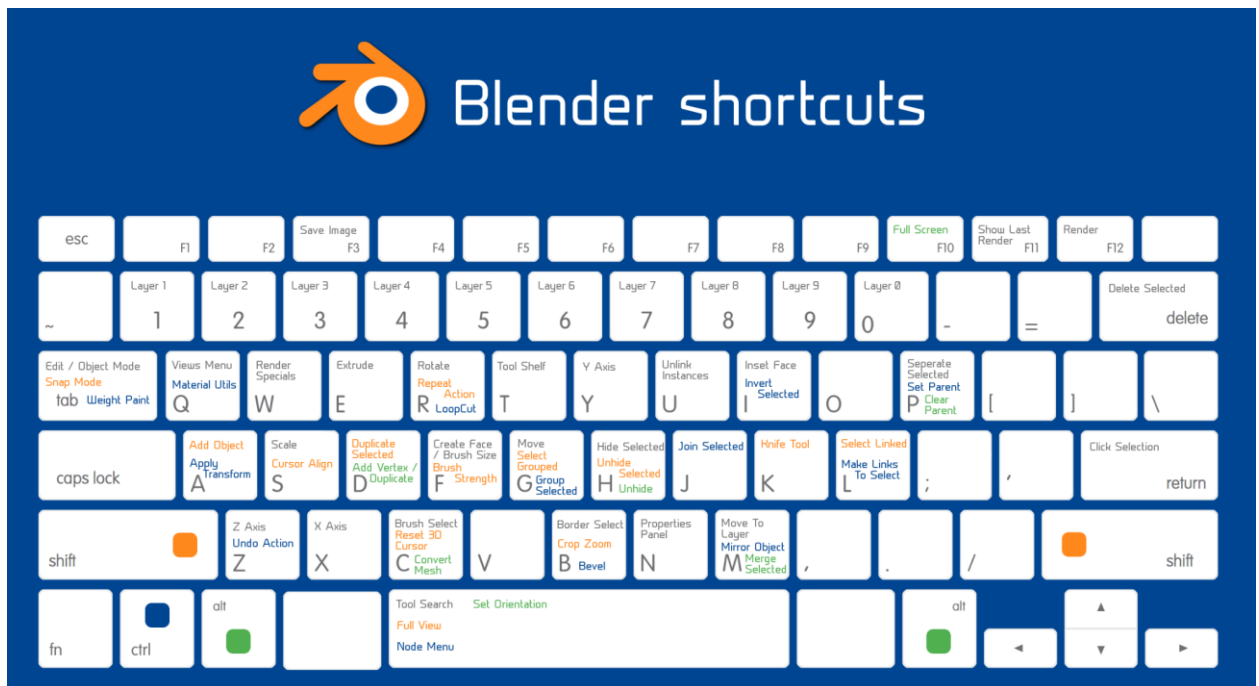 Blender shortcuts
esc
F1
F2
Save Image
F3
F4
F5
F6
F7
F8
F9
Full Screen
F10
Show Last
Render F11
Render
F12
~
Layer 1
1
Layer 2
2
Layer 3
3
Layer 4
4
Layer 5
5
Layer 6
6
Layer 7
7
Layer 8
8
Layer 9
9
Layer 0
0
-
=
Delete Selected
delete
Edit / Object Mode
Snap Mode
tab Weight Paint
Views Menu
Material Utils
Q
Render
Specials
W
Extrude
E
Rotate
Repeat
Action
R LoopCut
Tool Shelf
T
Y Axis
Y
Unlink
Instances
U
Inset Face
Invert
Selected
I
O
Seperate
Selected
Set Parent
P Clear
Parent
[
]
\
caps lock
Add Object
Apply
Transform
A
Scale
Cursor Align
S
Duplicate
Selected
Add Vertex /
Duplicate
D
Create Face
/ Brush Size
Brush
Strength
F
Move
Select
Grouped
G Group
Selected
Hide Selected
Unhide
Selected
H Unhide
Join Selected
J
Knife Tool
K
Select Linked
Make Links
To Select
L
;
'
Click Selection
return
shift
Z Axis
Undo Action
Z
X Axis
X
Brush Select
Reset 3D
Cursor
C Convert
Mesh
V
Border Select
Crop Zoom
B Bevel
Properties
Panel
N
Move To
Layer
Mirror Object
M Merge
Selected
,
.
/
shift
fn
ctrl
alt
Tool Search Set Orientation
Full View
Node Menu
alt